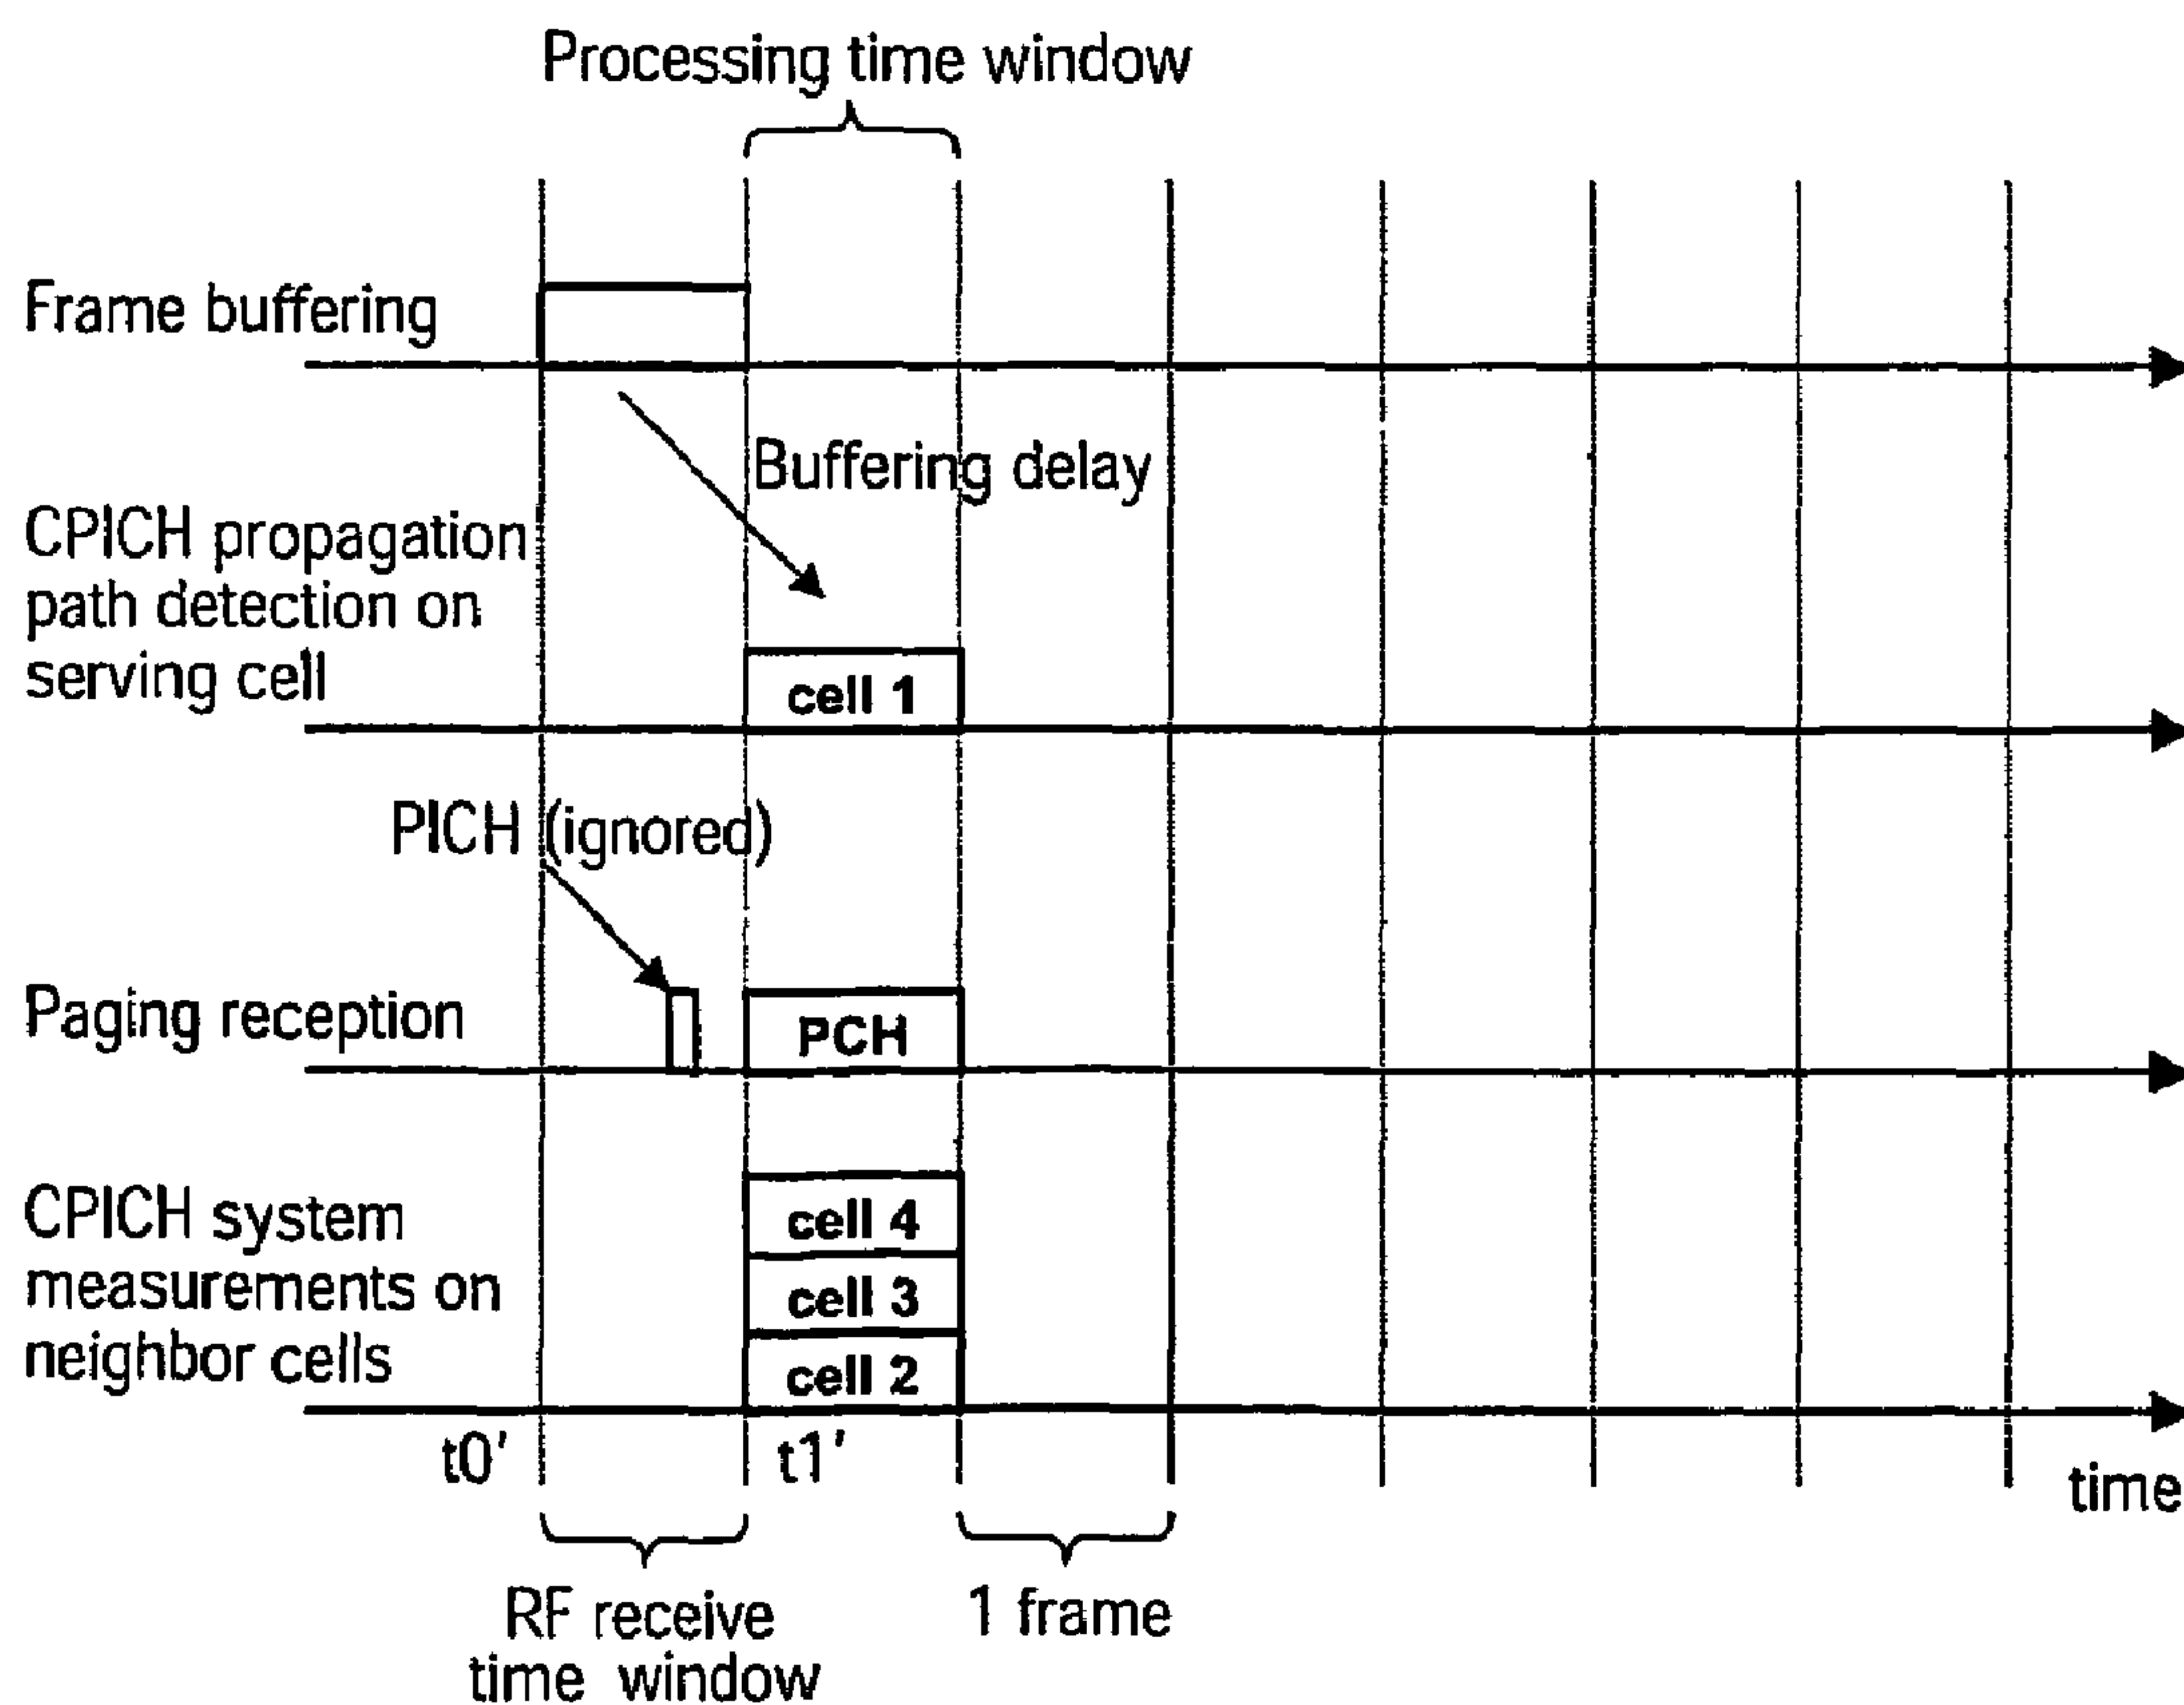 Processing time window
Frame buffering
Buffering delay
CPICH propagation
path detection on
serving cell
cell 1
PICH (ignored)
Paging reception
PCH
CPICH system
measurements on
neighbor cells
cell 4
cell 3
cell 2
t0'
t1'
time
RF receive
time window
1 frame